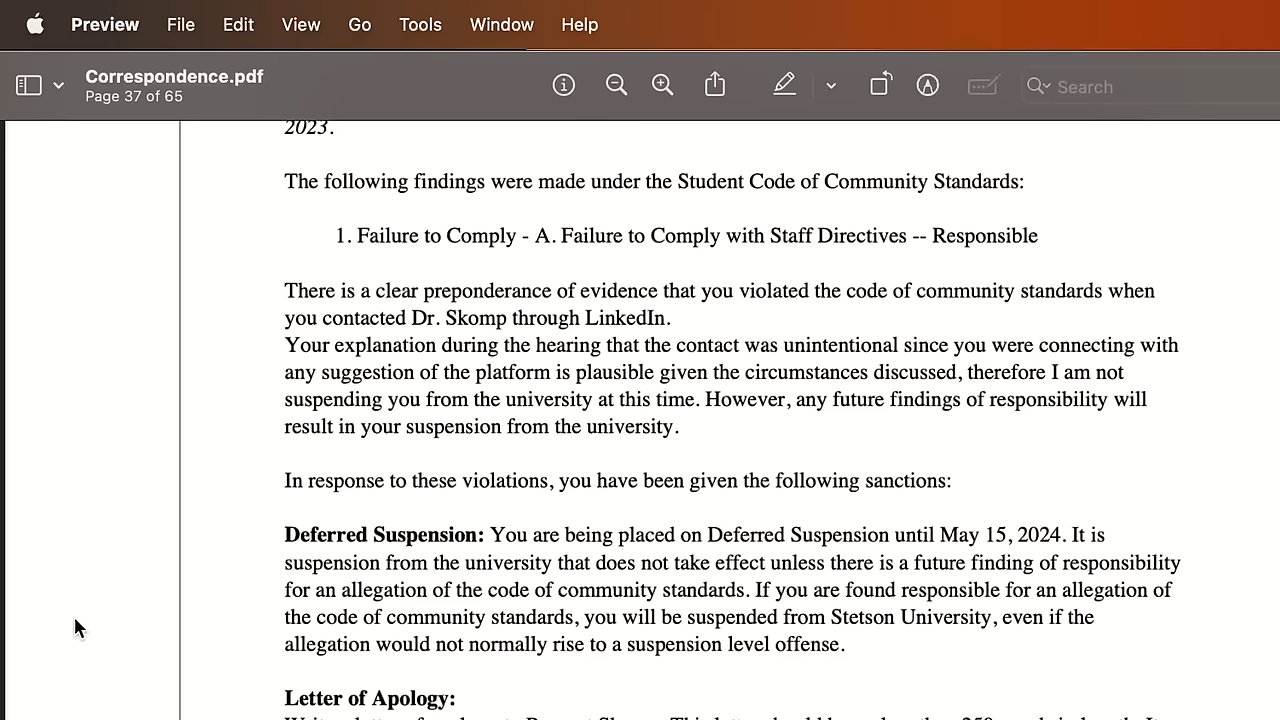 Preview File Edit View Go Tools Window Help
Correspondence.pdf
Page 37 of 65
Search
2023.
The following findings were made under the Student Code of Community Standards:
1. Failure to Comply - A. Failure to Comply with Staff Directives -- Responsible
There is a clear preponderance of evidence that you violated the code of community standards when
you contacted Dr. Skomp through LinkedIn.
Your explanation during the hearing that the contact was unintentional since you were connecting with
any suggestion of the platform is plausible given the circumstances discussed, therefore I am not
suspending you from the university at this time. However, any future findings of responsibility will
result in your suspension from the university.
In response to these violations, you have been given the following sanctions:
Deferred Suspension: You are being placed on Deferred Suspension until May 15, 2024. It is
suspension from the university that does not take effect unless there is a future finding of responsibility
for an allegation of the code of community standards. If you are found responsible for an allegation of
the code of community standards, you will be suspended from Stetson University, even if the
allegation would not normally rise to a suspension level offense.
Letter of Apology: